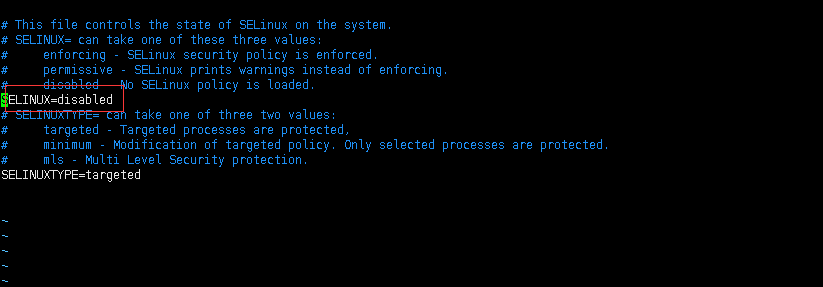 # This file controls the state of SELinux on the system.
# SELINUX= can take one of these three values:
#     enforcing - SELinux security policy is enforced.
#     permissive - SELinux prints warnings instead of enforcing.
#     disabled - No SELinux policy is loaded.
SELINUX=disabled
# SELINUXTYPE= can take one of three two values:
#     targeted - Targeted processes are protected,
#     minimum - Modification of targeted policy. Only selected processes are protected.
#     mls - Multi Level Security protection.
SELINUXTYPE=targeted
~
~
~
~
~